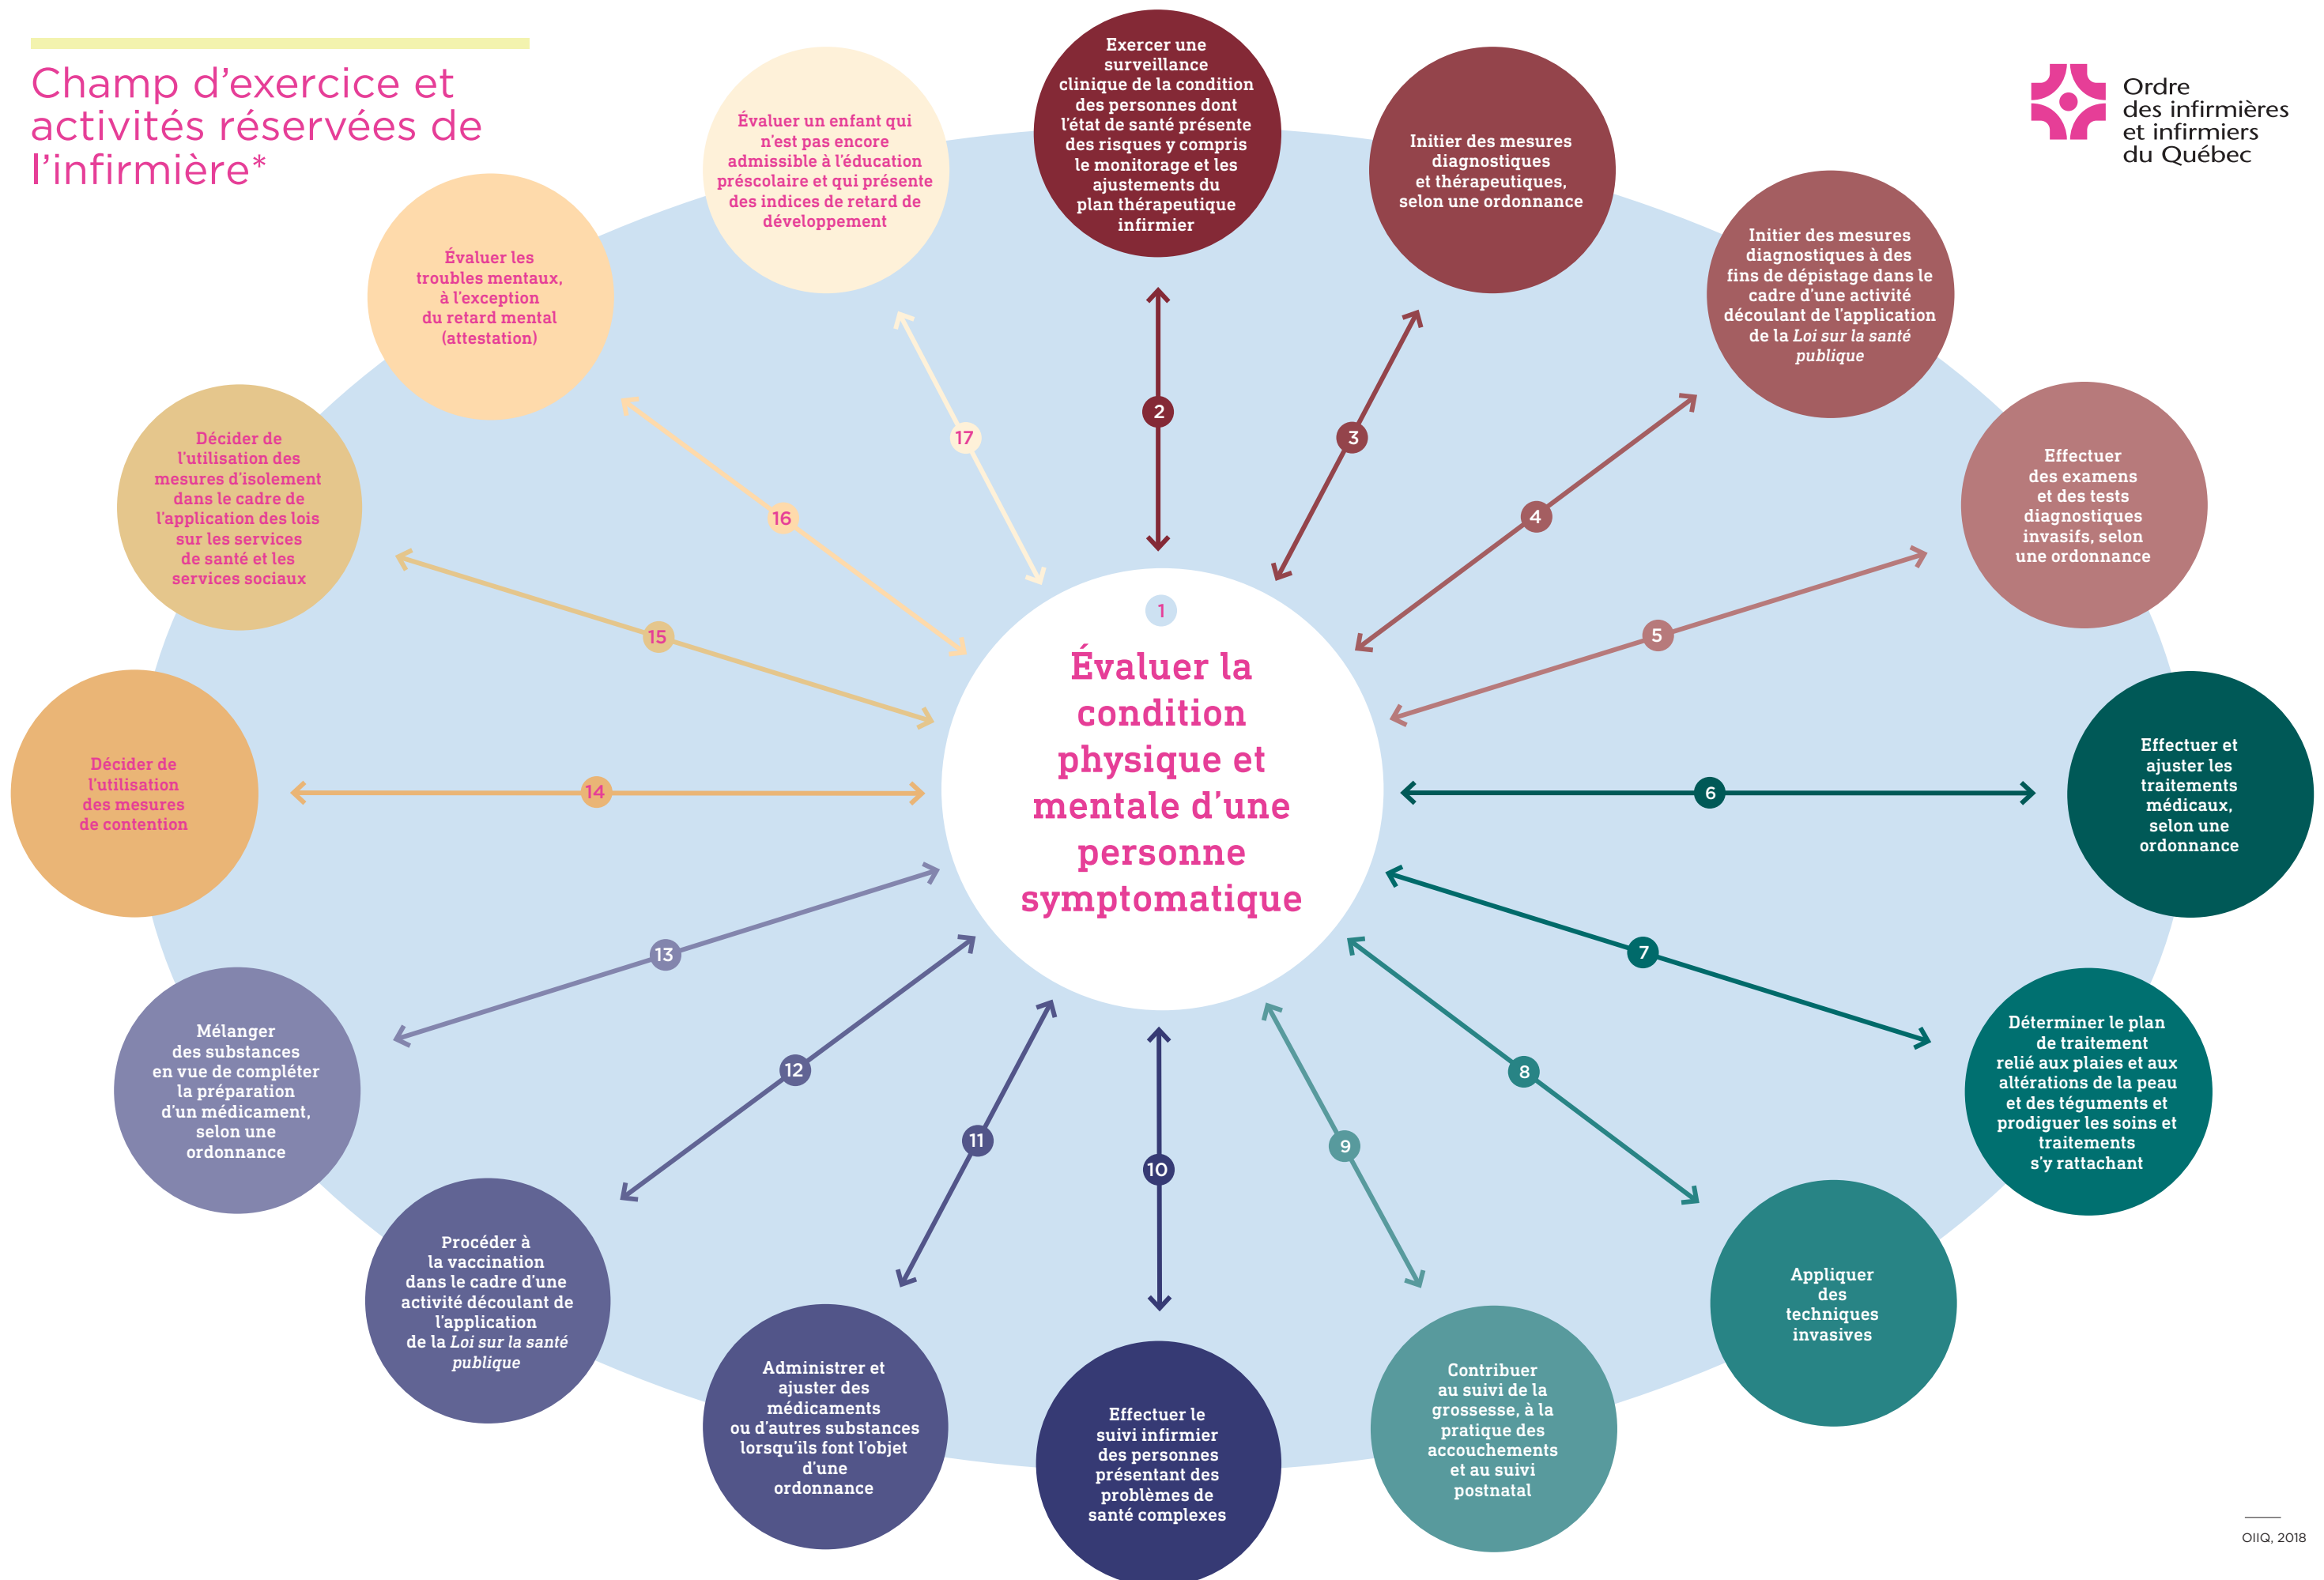 Champ d'exercice et
activités réservées de
l'infirmière*
Ordre
des infirmières
et infirmiers
du Québec
1
Évaluer la
condition
physique et
mentale d'une
personne
symptomatique
2
Exercer une
surveillance
clinique de la condition
des personnes dont
l'état de santé présente
des risques y compris
le monitorage et les
ajustements du
plan thérapeutique
infirmier
3
Initier des mesures
diagnostiques
et thérapeutiques,
selon une ordonnance
4
Initier des mesures
diagnostiques à des
fins de dépistage dans le
cadre d'une activité
découlant de l'application
de la Loi sur la santé
publique
5
Effectuer
des examens
et des tests
diagnostiques
invasifs, selon
une ordonnance
6
Effectuer et
ajuster les
traitements
médicaux,
selon une
ordonnance
7
Déterminer le plan
de traitement
relié aux plaies et aux
altérations de la peau
et des téguments et
prodiguer les soins et
traitements
s'y rattachant
8
Appliquer
des
techniques
invasives
9
Contribuer
au suivi de la
grossesse, à la
pratique des
accouchements
et au suivi
postnatal
10
Effectuer le
suivi infirmier
des personnes
présentant des
problèmes de
santé complexes
11
Administrer et
ajuster des
médicaments
ou d'autres substances
lorsqu'ils font l'objet
d'une
ordonnance
12
Procéder à
la vaccination
dans le cadre d'une
activité découlant de
l'application
de la Loi sur la santé
publique
13
Mélanger
des substances
en vue de compléter
la préparation
d'un médicament,
selon une
ordonnance
14
Décider de
l'utilisation
des mesures
de contention
15
Décider de
l'utilisation des
mesures d'isolement
dans le cadre de
l'application des lois
sur les services
de santé et les
services sociaux
16
Évaluer les
troubles mentaux,
à l'exception
du retard mental
(attestation)
17
Évaluer un enfant qui
n'est pas encore
admissible à l'éducation
préscolaire et qui présente
des indices de retard de
développement
OIIQ, 2018